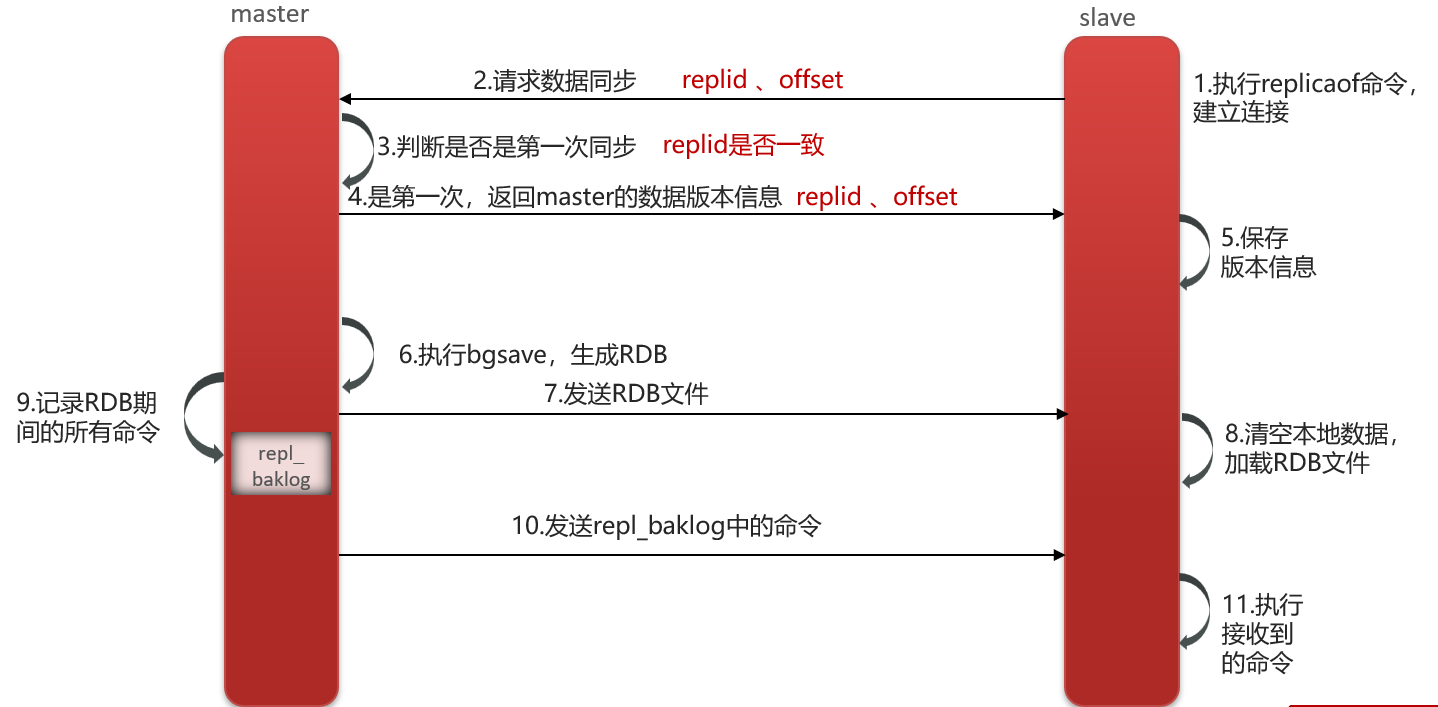 master
slave
2.请求数据同步 replid 、offset
1.执行replicaof命令，
建立连接
3.判断是否是第一次同步 replid是否一致
4.是第一次，返回master的数据版本信息 replid 、offset
5.保存
版本信息
6.执行bgsave，生成RDB
7.发送RDB文件
9.记录RDB期
间的所有命令
repl_
baklog
8.清空本地数据，
加载RDB文件
10.发送repl_baklog中的命令
11.执行
接收到
的命令